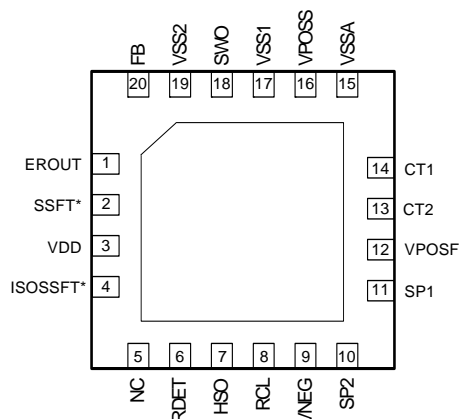 FB
VSS2
SWO
VSS1
VPOSS
VSSA
20
19
18
17
16
15
EROUT 1
SSFT* 2
VDD 3
ISOSSFT* 4
14 CT1
13 CT2
12 VPOSF
11 SP1
5
6
7
8
9
10
NC
RDET
HSO
RCL
/NEG
SP2